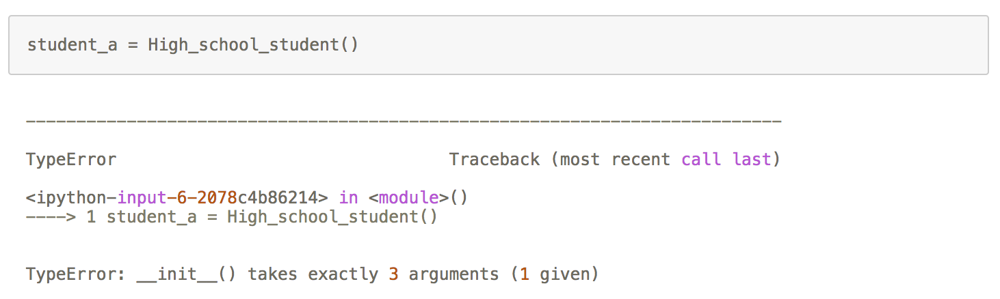 student_a = High_school_student()
---------------------------------------------------------------------------
TypeError Traceback (most recent call last)
<ipython-input-6-2078c4b86214> in <module>()
----> 1 student_a = High_school_student()
TypeError: __init__() takes exactly 3 arguments (1 given)